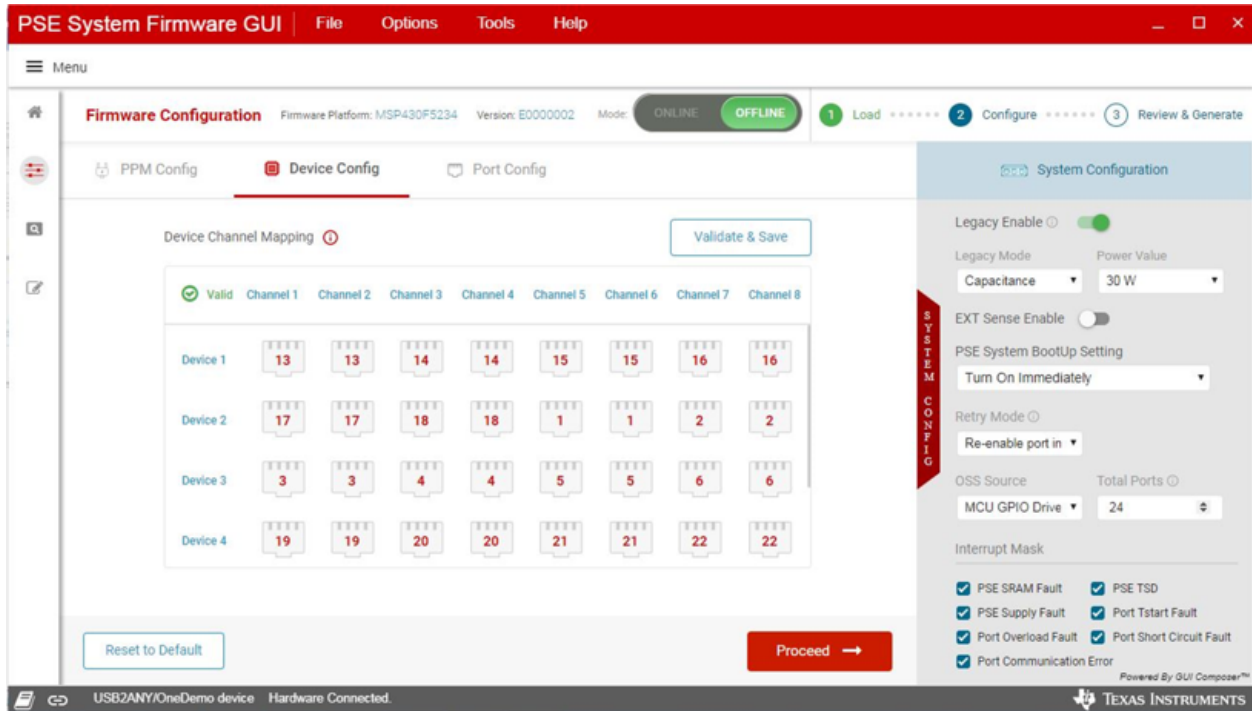 PSE System Firmware GUI File Options Tools Help
Menu
Firmware Configuration Firmware Platform: MSP430F5234 Version: E0000002 Mode: ONLINE OFFLINE 1 Load 2 Configure 3 Review & Generate
PPM Config Device Config Port Config
System Configuration
Device Channel Mapping Validate & Save
Valid Channel 1 Channel 2 Channel 3 Channel 4 Channel 5 Channel 6 Channel 7 Channel 8
Device 1 13 13 14 14 15 15 16 16
Device 2 17 17 18 18 1 1 2 2
Device 3 3 3 4 4 5 5 6 6
Device 4 19 19 20 20 21 21 22 22
Reset to Default Proceed
SYSTEM CONFIG
Legacy Enable
Legacy Mode Power Value
Capacitance 30 W
EXT Sense Enable
PSE System BootUp Setting
Turn On Immediately
Retry Mode
Re-enable port in
OSS Source Total Ports
MCU GPIO Drive 24
Interrupt Mask
PSE SRAM Fault PSE TSD
PSE Supply Fault Port Tstart Fault
Port Overload Fault Port Short Circuit Fault
Port Communication Error
Powered By GUI Composer™
USB2ANY/OneDemo device Hardware Connected. TEXAS INSTRUMENTS